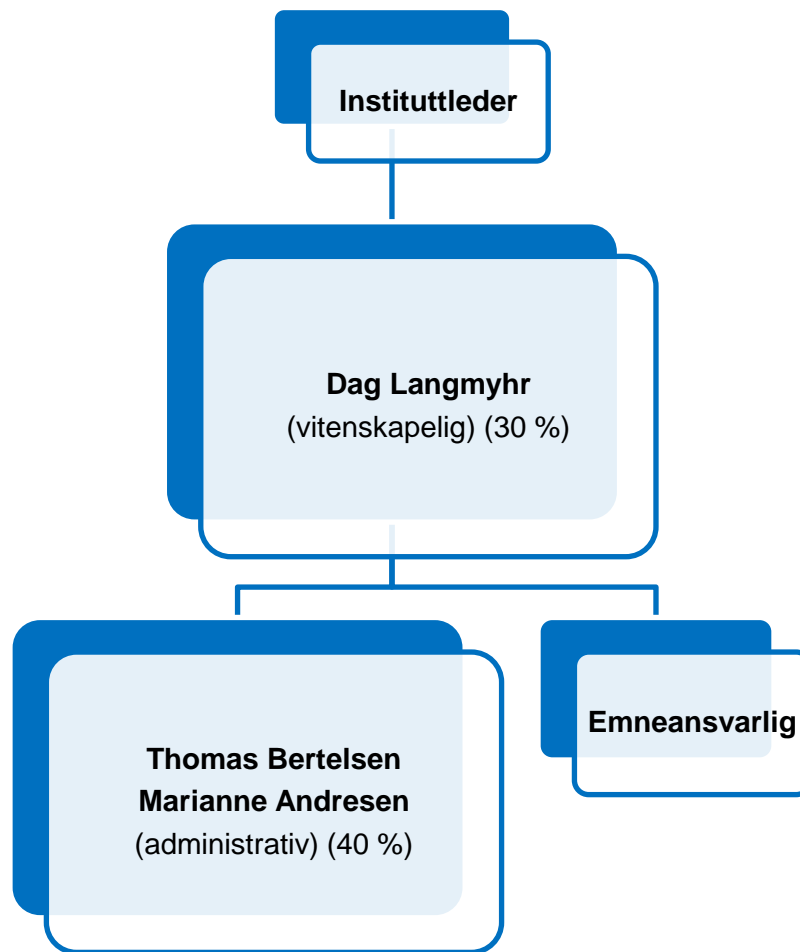 Instituttleder
Dag Langmyhr
(vitenskapelig) (30 %)
Thomas Bertelsen
Marianne Andresen
(administrativ) (40 %)
Emneansvarlig